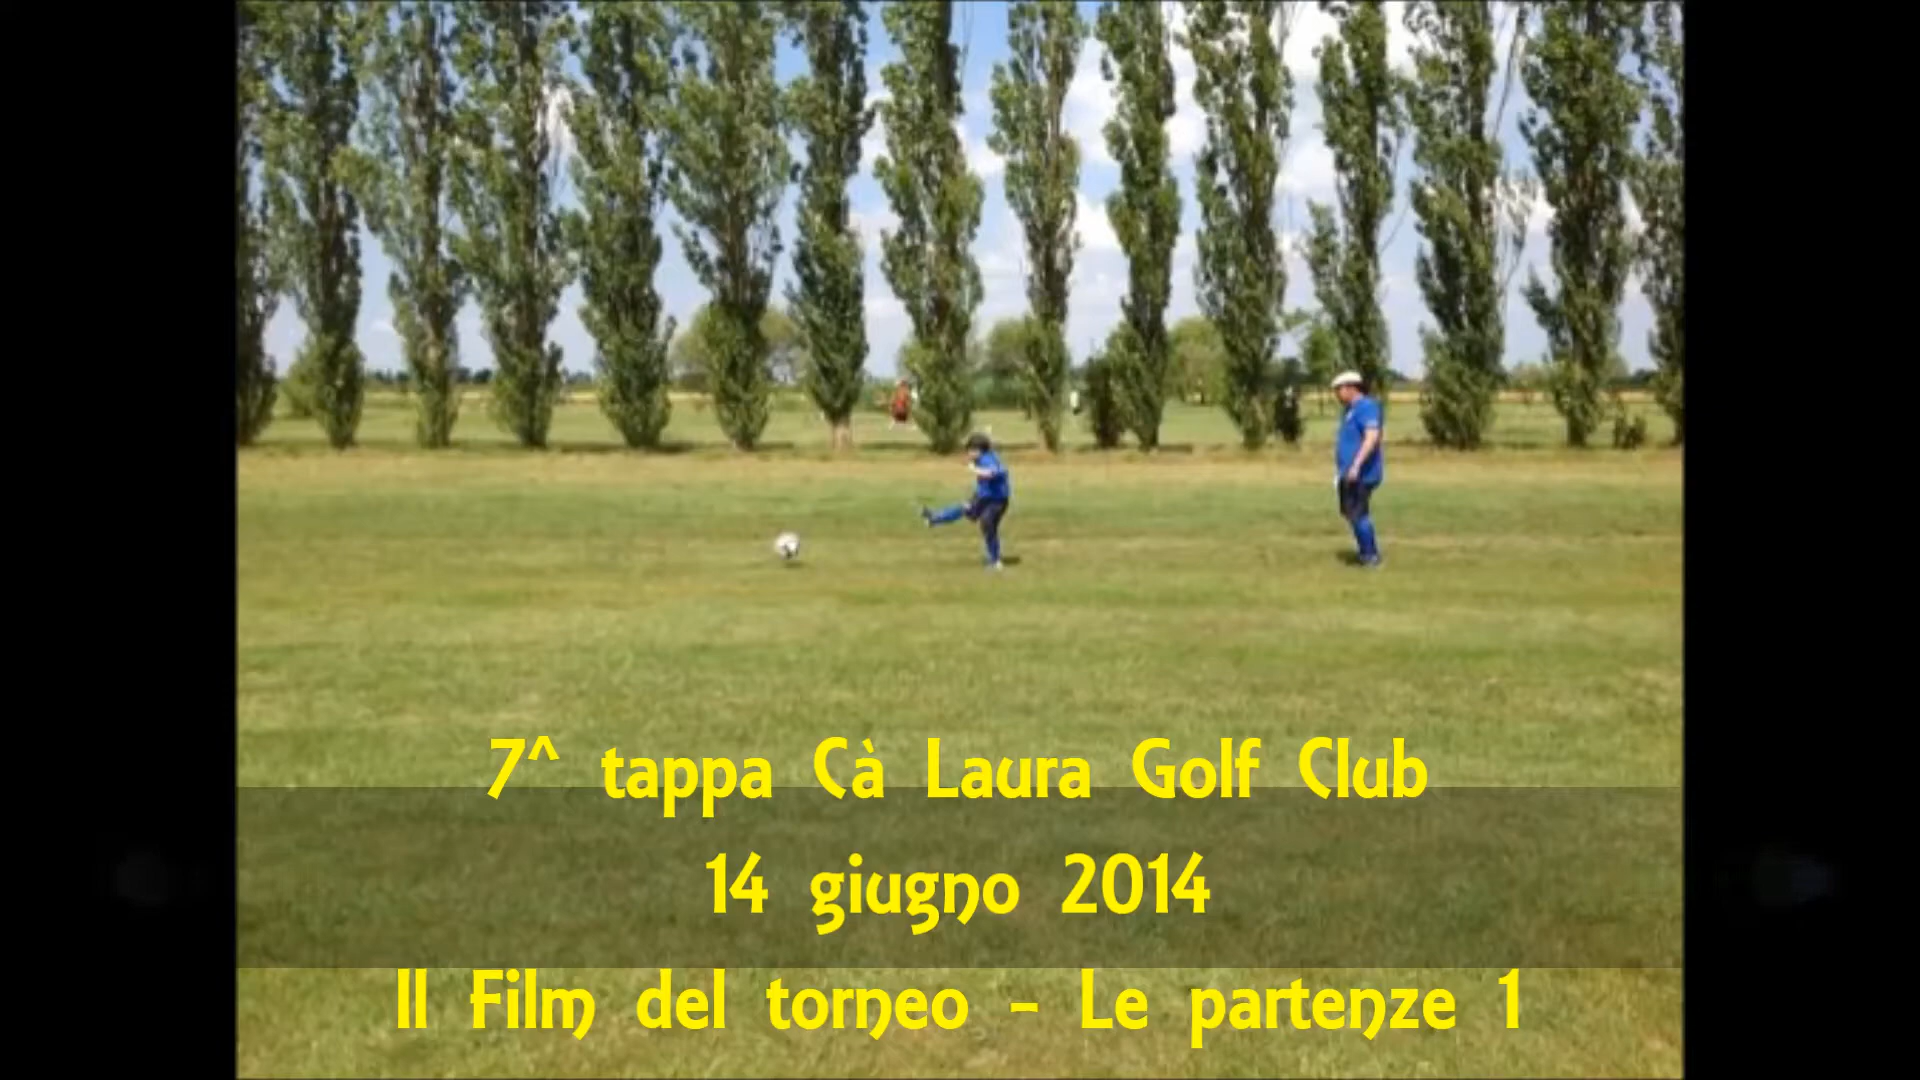 7^ tappa Cà Laura Golf Club
14 giugno 2014
Il Film del torneo - Le partenze 1